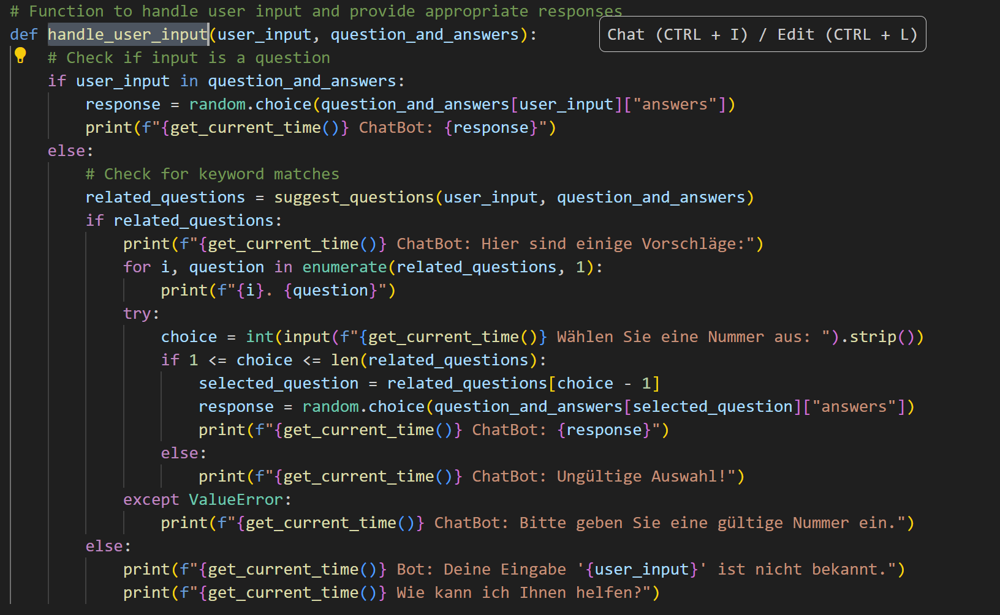 # Function to handle user input and provide appropriate responses
def handle_user_input(user_input, question_and_answers):
Chat (CTRL + I) / Edit (CTRL + L)
    # Check if input is a question
    if user_input in question_and_answers:
        response = random.choice(question_and_answers[user_input]["answers"])
        print(f"{get_current_time()} ChatBot: {response}")
    else:
        # Check for keyword matches
        related_questions = suggest_questions(user_input, question_and_answers)
        if related_questions:
            print(f"{get_current_time()} ChatBot: Hier sind einige Vorschläge:")
            for i, question in enumerate(related_questions, 1):
                print(f"{i}. {question}")
            try:
                choice = int(input(f"{get_current_time()} Wählen Sie eine Nummer aus: ").strip())
                if 1 <= choice <= len(related_questions):
                    selected_question = related_questions[choice - 1]
                    response = random.choice(question_and_answers[selected_question]["answers"])
                    print(f"{get_current_time()} ChatBot: {response}")
                else:
                    print(f"{get_current_time()} ChatBot: Ungültige Auswahl!")
            except ValueError:
                print(f"{get_current_time()} ChatBot: Bitte geben Sie eine gültige Nummer ein.")
        else:
            print(f"{get_current_time()} Bot: Deine Eingabe '{user_input}' ist nicht bekannt.")
            print(f"{get_current_time()} Wie kann ich Ihnen helfen?")